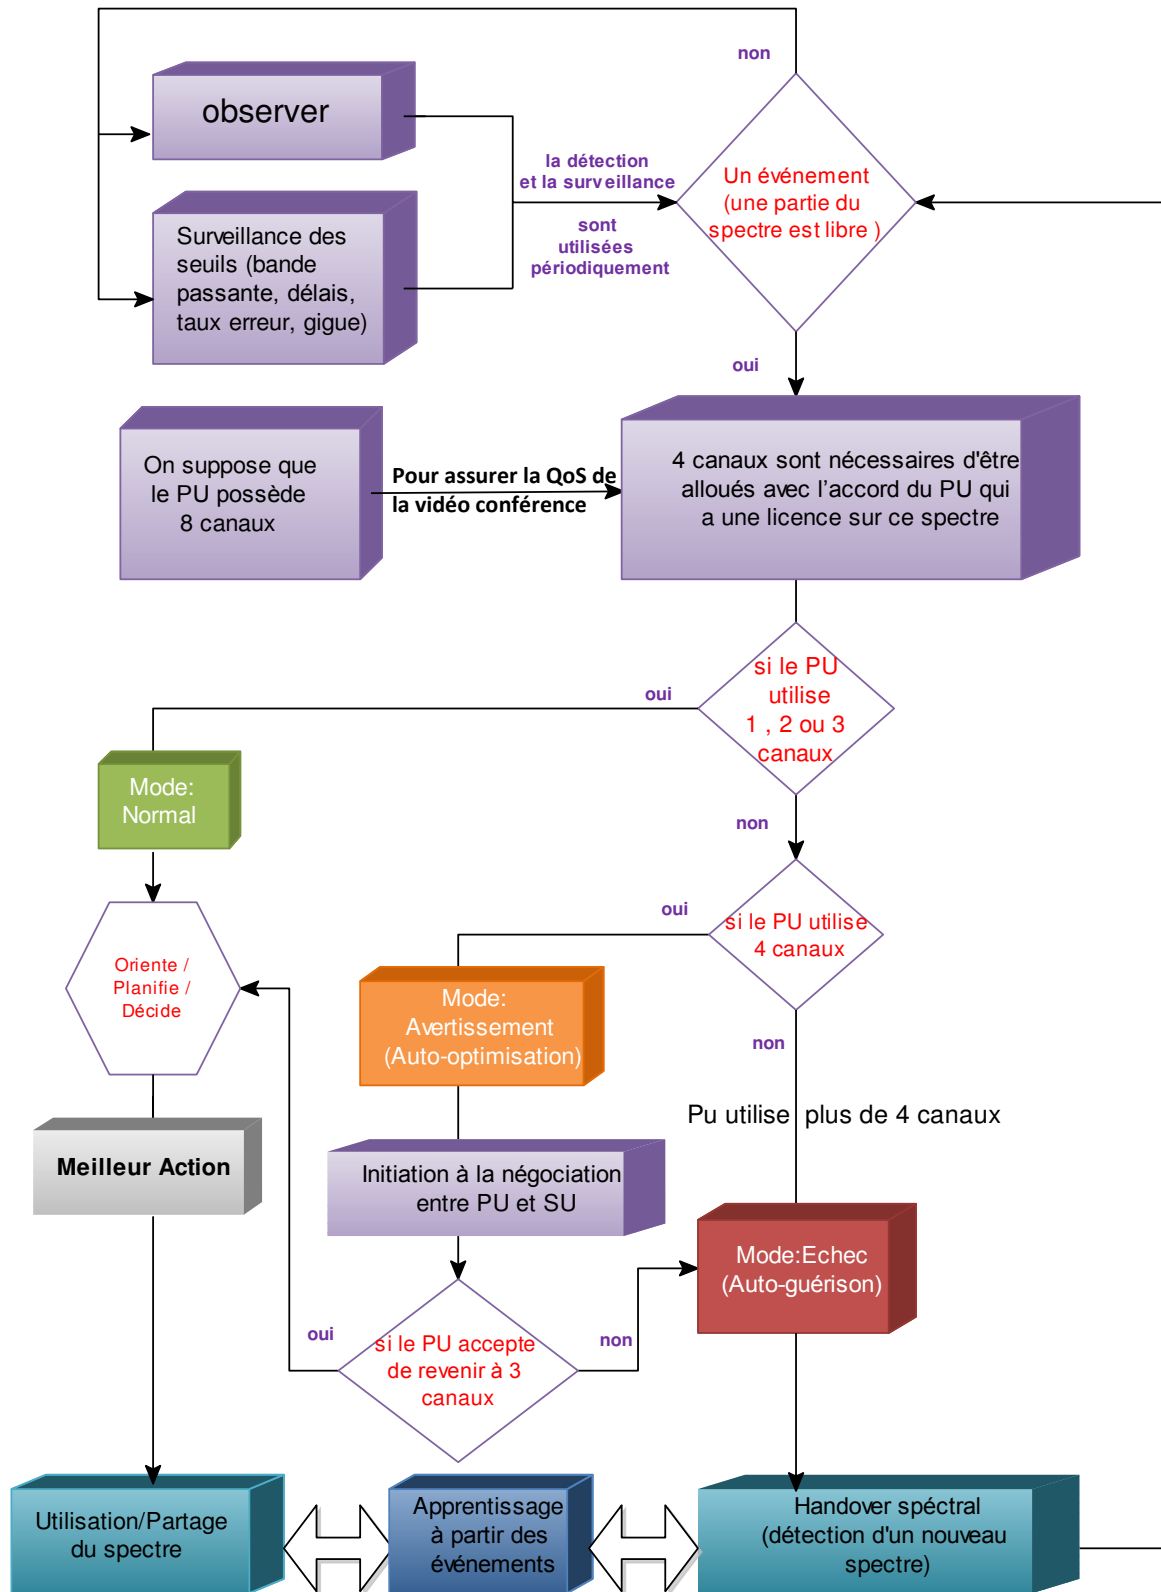 non
observer
la détection
et la surveillance
sont
utilisées
périodiquement
Un événement
(une partie du
spectre est libre )
Surveillance des
seuils (bande
passante, délais,
taux erreur, gigue)
oui
On suppose que
le PU possède
8 canaux
Pour assurer la QoS de
la vidéo conférence
4 canaux sont nécessaires d'être
alloués avec l’accord du PU qui
a une licence sur ce spectre
si le PU
utilise
1 , 2 ou 3
canaux
oui
Mode:
Normal
non
oui
si le PU utilise
4 canaux
Oriente /
Planifie /
Décide
Mode:
Avertissement
(Auto-optimisation)
non
Pu utilise plus de 4 canaux
Meilleur Action
Initiation à la négociation
entre PU et SU
Mode:Echec
(Auto-guérison)
oui
si le PU accepte
de revenir à 3
canaux
non
Utilisation/Partage
du spectre
Apprentissage
à partir des
événements
Handover spéctral
(détection d'un nouveau
spectre)